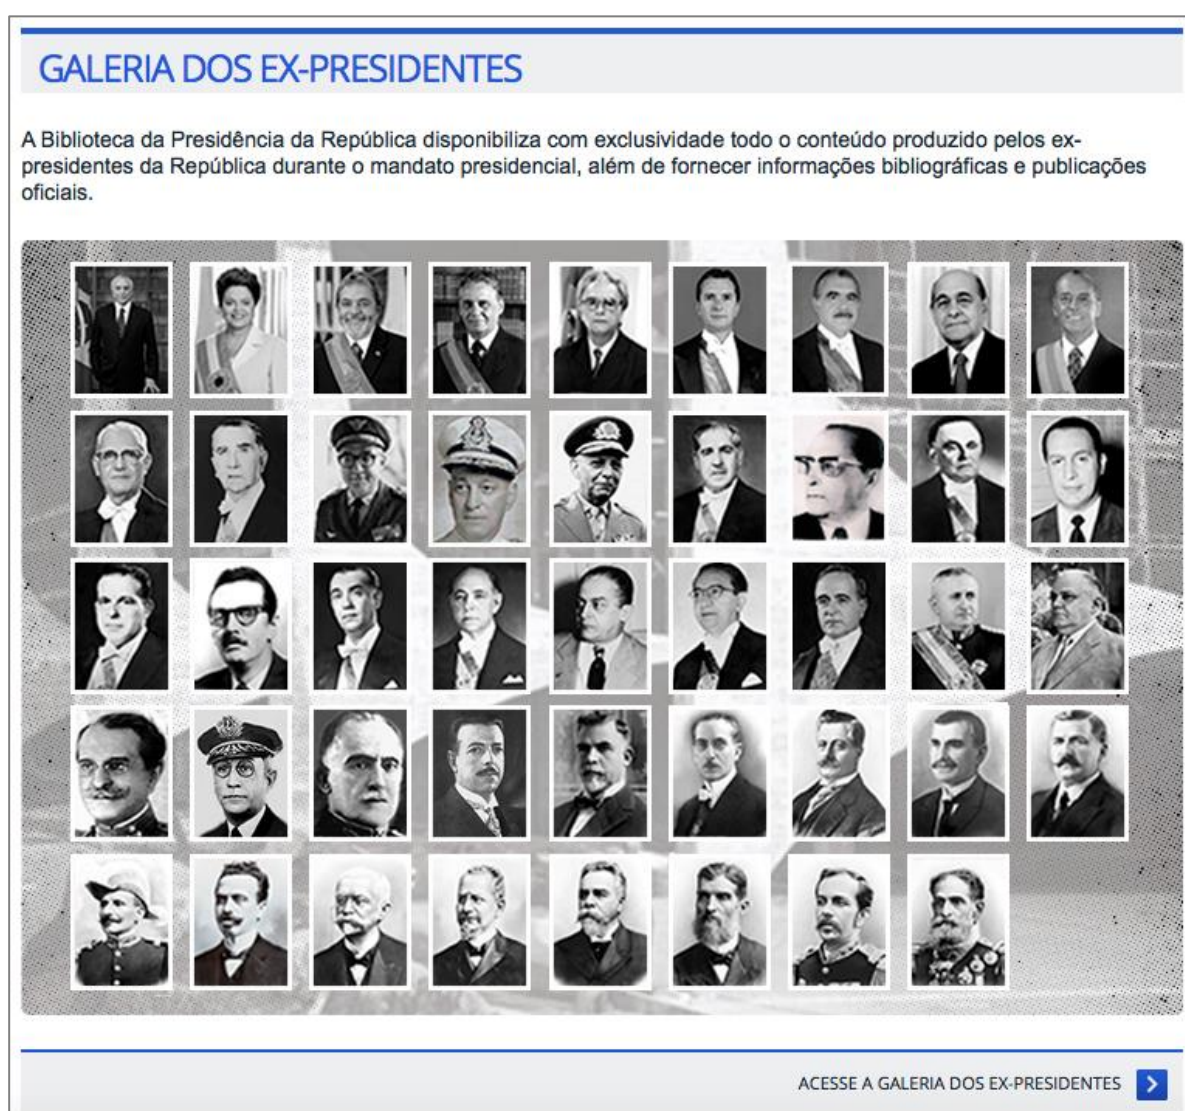 GALERIA DOS EX-PRESIDENTES
A Biblioteca da Presidência da República disponibiliza com exclusividade todo o conteúdo produzido pelos ex-
presidentes da República durante o mandato presidencial, além de fornecer informações bibliográficas e publicações
oficiais.
ACESSE A GALERIA DOS EX-PRESIDENTES